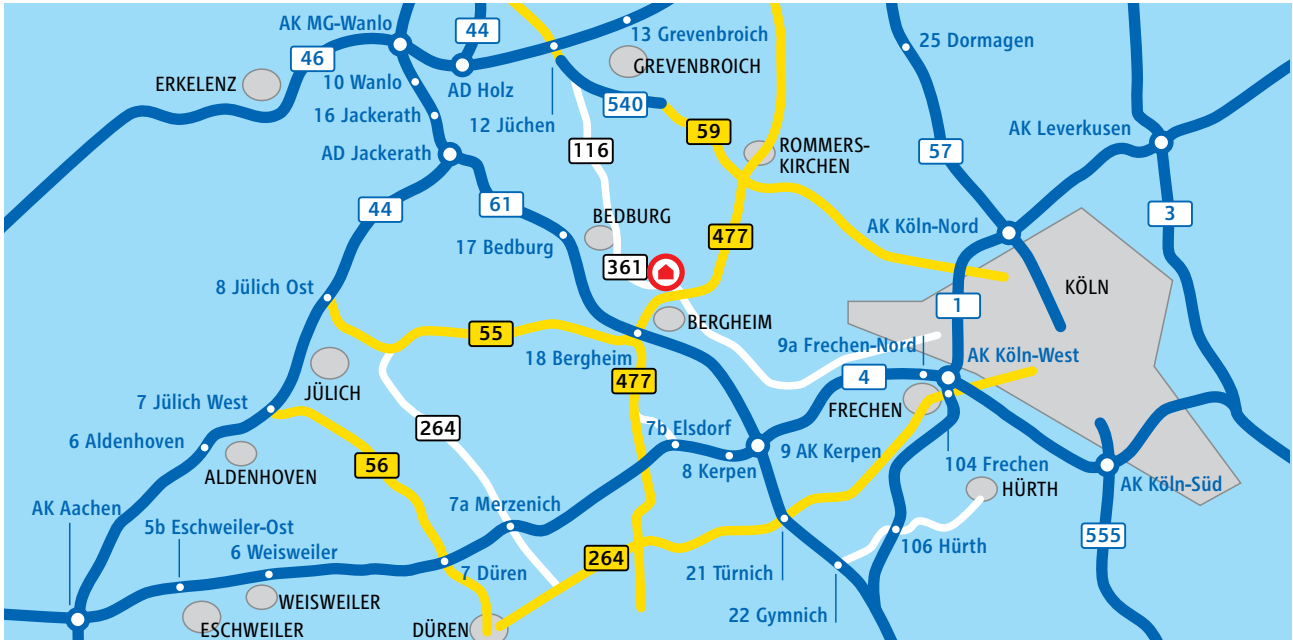 AK MG-Wanlo
44
13 Grevenbroich
25 Dormagen
46
ERKELENZ
10 Wanlo
AD Holz
GREVENBROICH
540
16 Jackerath
12 Jüchen
59
AK Leverkusen
AD Jackerath
116
ROMMERS-
KIRCHEN
57
44
61
BEDBURG
3
17 Bedburg
477
AK Köln-Nord
361
8 Jülich Ost
KÖLN
1
BERGHEIM
55
18 Bergheim
9a Frechen-Nord
AK Köln-West
477
4
JÜLICH
FRECHEN
7 Jülich West
264
7b Elsdorf
6 Aldenhoven
9 AK Kerpen
8 Kerpen
104 Frechen
56
ALDENHOVEN
HÜRTH
AK Köln-Süd
7a Merzenich
AK Aachen
5b Eschweiler-Ost
555
6 Weisweiler
106 Hürth
264
7 Düren
21 Türnich
WEISWEILER
22 Gymnich
ESCHWEILER
DÜREN